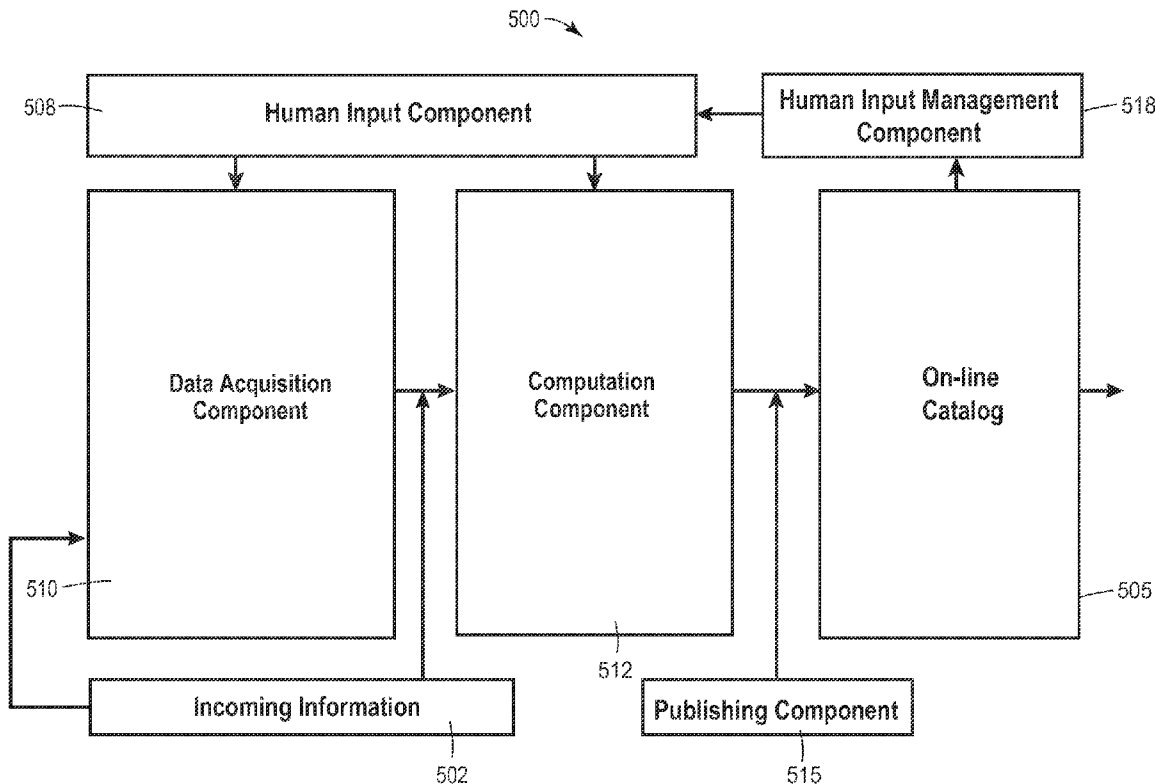 500
508
Human Input Component
Human Input Management
Component
518
Data Acquisition
Component
Computation
Component
On-line
Catalog
510
505
512
Incoming Information
Publishing Component
502
515